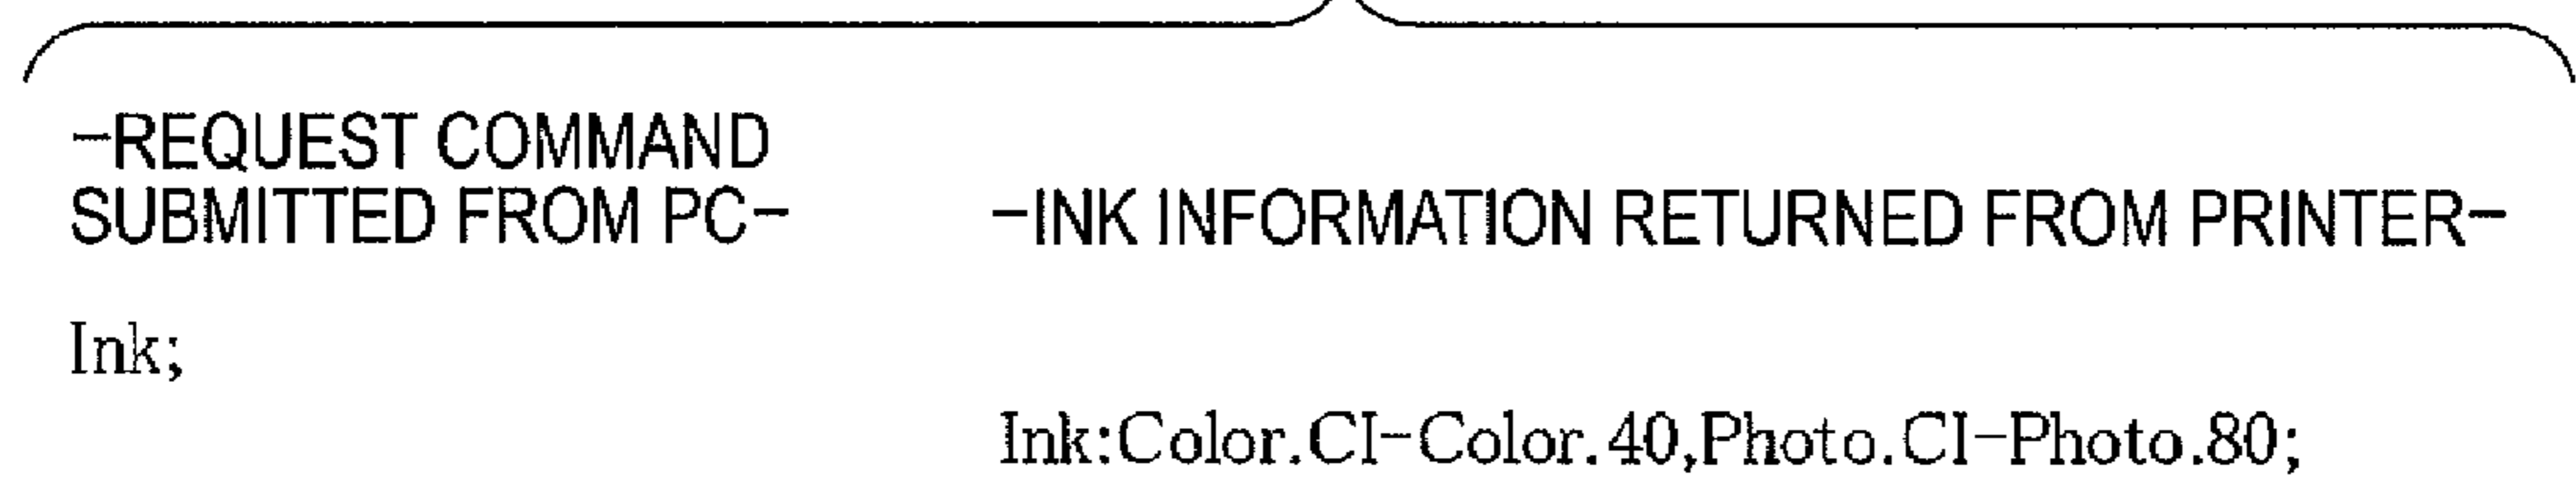 -REQUEST COMMAND
SUBMITTED FROM PC-
-INK INFORMATION RETURNED FROM PRINTER-
Ink;
Ink:Color.CI-Color.40,Photo.CI-Photo.80;